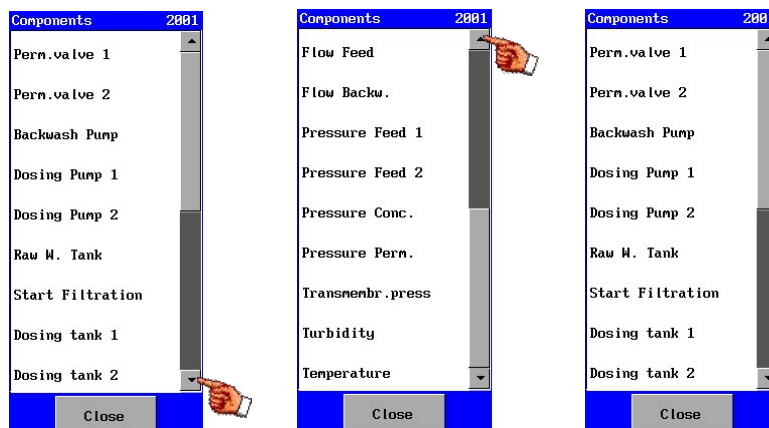 Components 2001
Perm.valve 1
Perm.valve 2
Backwash Pump
Dosing Pump 1
Dosing Pump 2
Raw W. Tank
Start Filtration
Dosing tank 1
Dosing tank 2
Close
Components 2001
Flow Feed
Flow Backw.
Pressure Feed 1
Pressure Feed 2
Pressure Conc.
Pressure Perm.
Transmembr.press
Turbidity
Temperature
Close
Components 200
Perm.valve 1
Perm.valve 2
Backwash Pump
Dosing Pump 1
Dosing Pump 2
Raw W. Tank
Start Filtration
Dosing tank 1
Dosing tank 2
Close